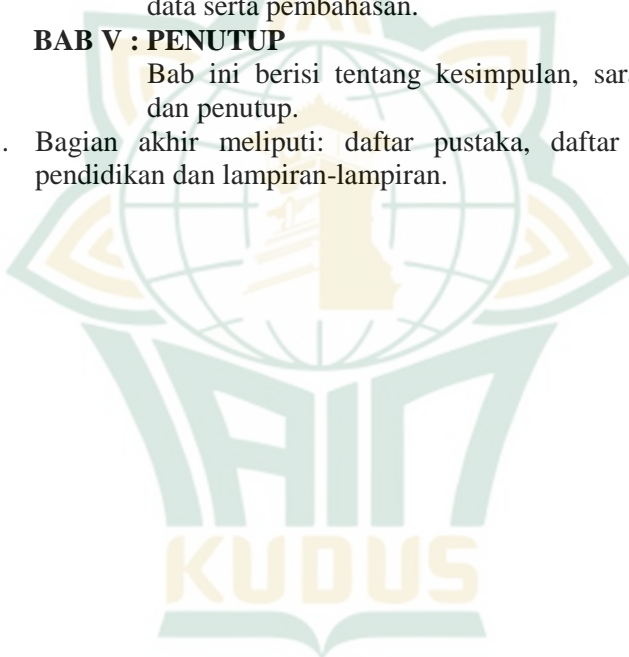 data serta pembahasan.
BAB V : PENUTUP
Bab ini berisi tentang kesimpulan,
dan penutup.
. Bagian akhir meliputi: daftar pustaka, daftar
pendidikan dan lampiran-lampiran.
IAIN
KUDUS